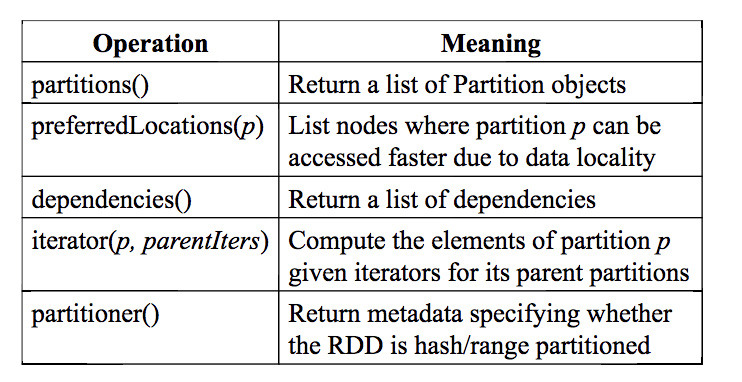 Operation Meaning
partitions() Return a list of Partition objects
preferredLocations(p) List nodes where partition p can be
accessed faster due to data locality
dependencies() Return a list of dependencies
iterator(p, parentIters) Compute the elements of partition p
given iterators for its parent partitions
partitioner() Return metadata specifying whether
the RDD is hash/range partitioned